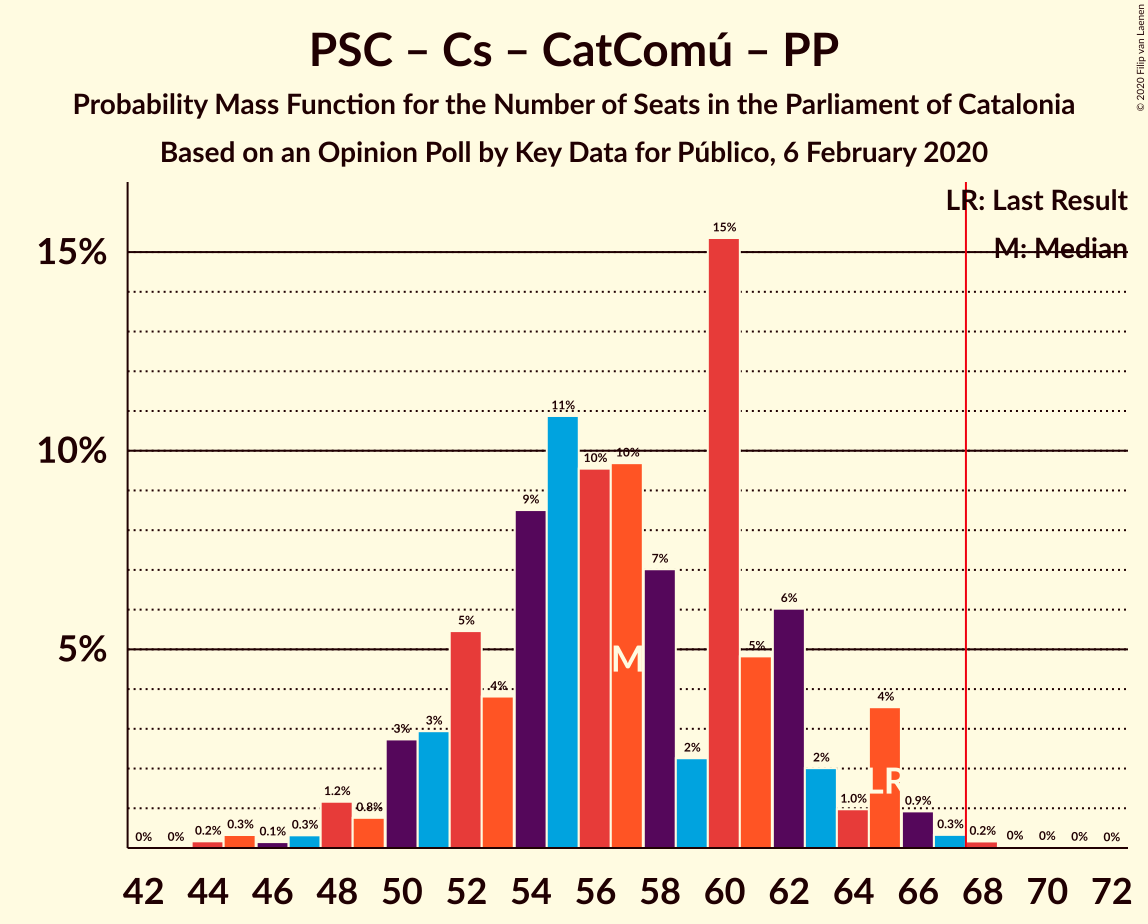 PSC – Cs – CatComú – PP
Probability Mass Function for the Number of Seats in the Parliament of Catalonia
Based on an Opinion Poll by Key Data for Público, 6 February 2020
© 2020 Filip van Laenen
LR: Last Result
M: Median
15%
10%
5%
0% 0% 0.2% 0.3% 0.1% 0.3% 1.2% 0.8% 3% 3% 5% 4% 9% 11% 10% 10% 7% 2% 15% 5% 6% 2% 1.0% 4% 0.9% 0.3% 0.2% 0% 0% 0% 0%
M
LR
42 44 46 48 50 52 54 56 58 60 62 64 66 68 70 72